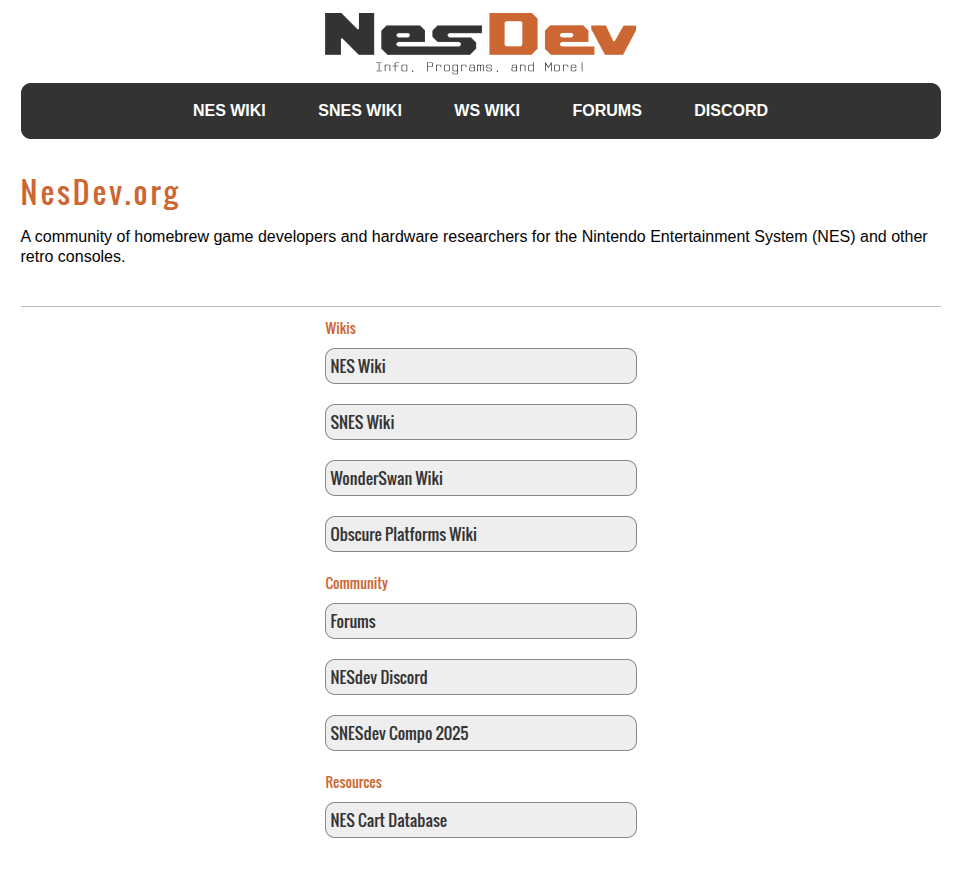 NesDev
Info, Programs, and More!
NES WIKI SNES WIKI WS WIKI FORUMS DISCORD
NesDev.org
A community of homebrew game developers and hardware researchers for the Nintendo Entertainment System (NES) and other
retro consoles.
Wikis
NES Wiki
SNES Wiki
WonderSwan Wiki
Obscure Platforms Wiki
Community
Forums
NESdev Discord
SNESdev Compo 2025
Resources
NES Cart Database